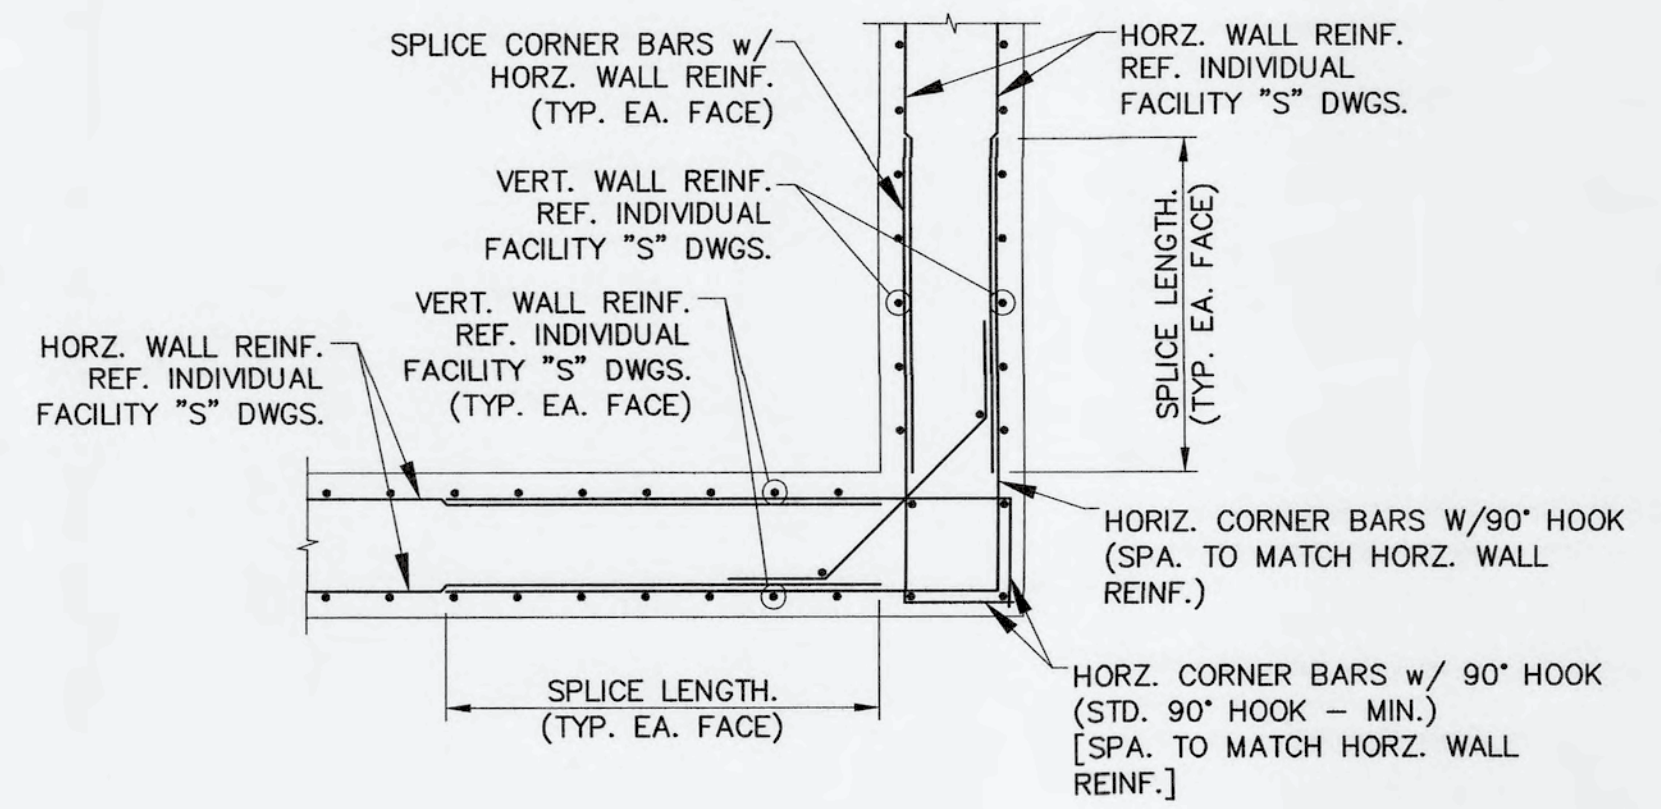 SPLICE CORNER BARS w/
HORZ. WALL REINF.
(TYP. EA. FACE)
HORZ. WALL REINF.
REF. INDIVIDUAL
FACILITY "S" DWGS.
VERT. WALL REINF.
REF. INDIVIDUAL
FACILITY "S" DWGS.
SPLICE LENGTH.
(TYP. EA. FACE)
VERT. WALL REINF.
REF. INDIVIDUAL
FACILITY "S" DWGS.
(TYP. EA. FACE)
HORZ. WALL REINF.
REF. INDIVIDUAL
FACILITY "S" DWGS.
HORIZ. CORNER BARS W/90° HOOK
(SPA. TO MATCH HORZ. WALL
REINF.)
SPLICE LENGTH.
(TYP. EA. FACE)
HORZ. CORNER BARS w/ 90° HOOK
(STD. 90° HOOK – MIN.)
[SPA. TO MATCH HORZ. WALL
REINF.]